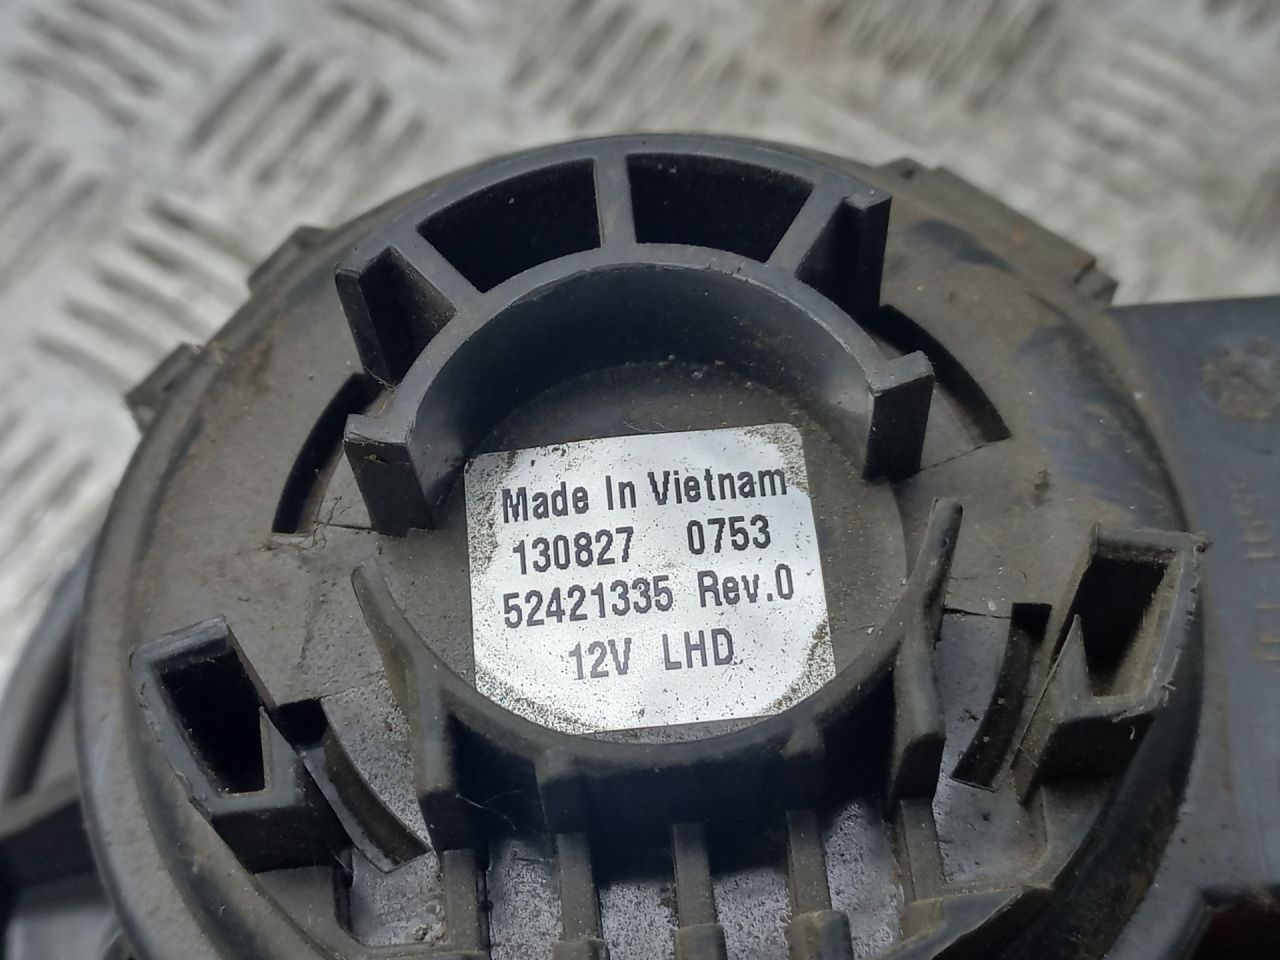 Made In Vietnam
130827 0753
52421335 Rev.0
12V LHD